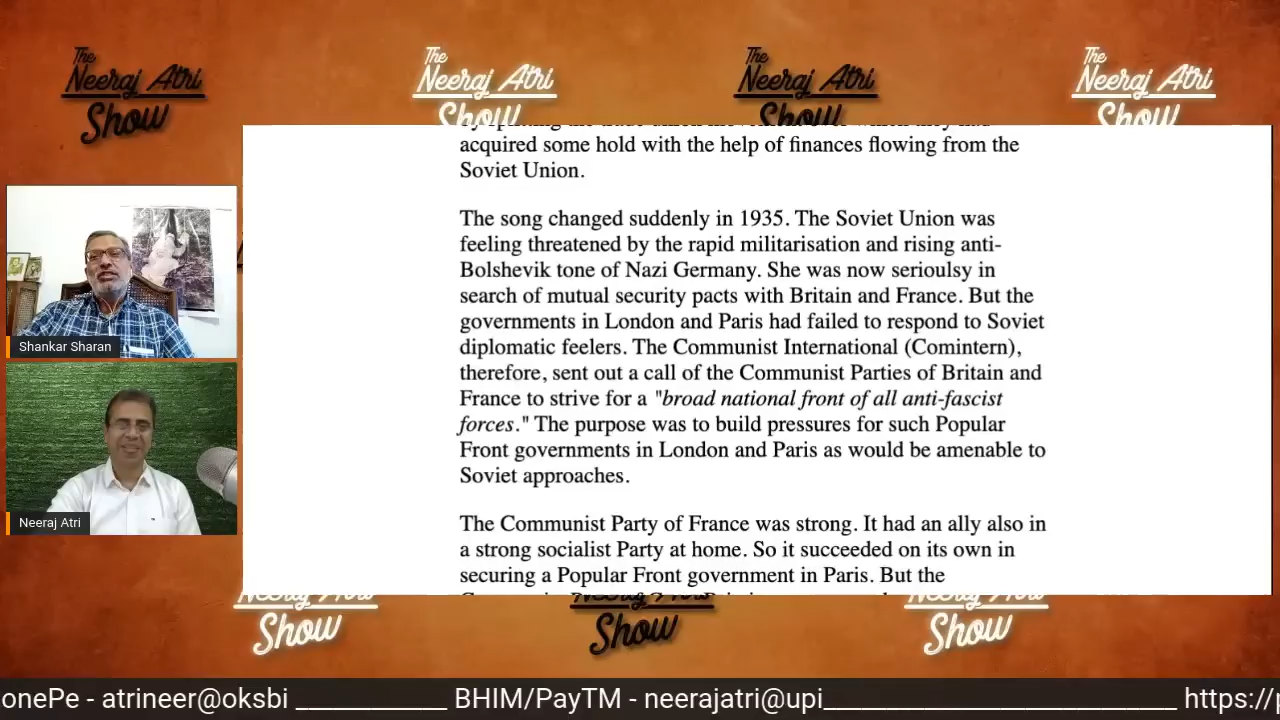 The
Neeraj Atri
Show
The
Neeraj Atri
Show
The
Neeraj Atri
Show
The
Neeraj Atri
Show
acquired some hold with the help of finances flowing from the
Soviet Union.
The song changed suddenly in 1935. The Soviet Union was
feeling threatened by the rapid militarisation and rising anti-
Bolshevik tone of Nazi Germany. She was now serioulsy in
search of mutual security pacts with Britain and France. But the
governments in London and Paris had failed to respond to Soviet
diplomatic feelers. The Communist International (Comintern),
therefore, sent out a call of the Communist Parties of Britain and
France to strive for a "broad national front of all anti-fascist
forces." The purpose was to build pressures for such Popular
Front governments in London and Paris as would be amenable to
Soviet approaches.
The Communist Party of France was strong. It had an ally also in
a strong socialist Party at home. So it succeeded on its own in
securing a Popular Front government in Paris. But the
Shankar Sharan
Neeraj Atri
Neeraj Atri
Show
Neeraj Atri
Show
Neeraj Atri
Show
onePe - atrineer@oksbi ___________ BHIM/PayTM - neerajatri@upi__________________________ https://p